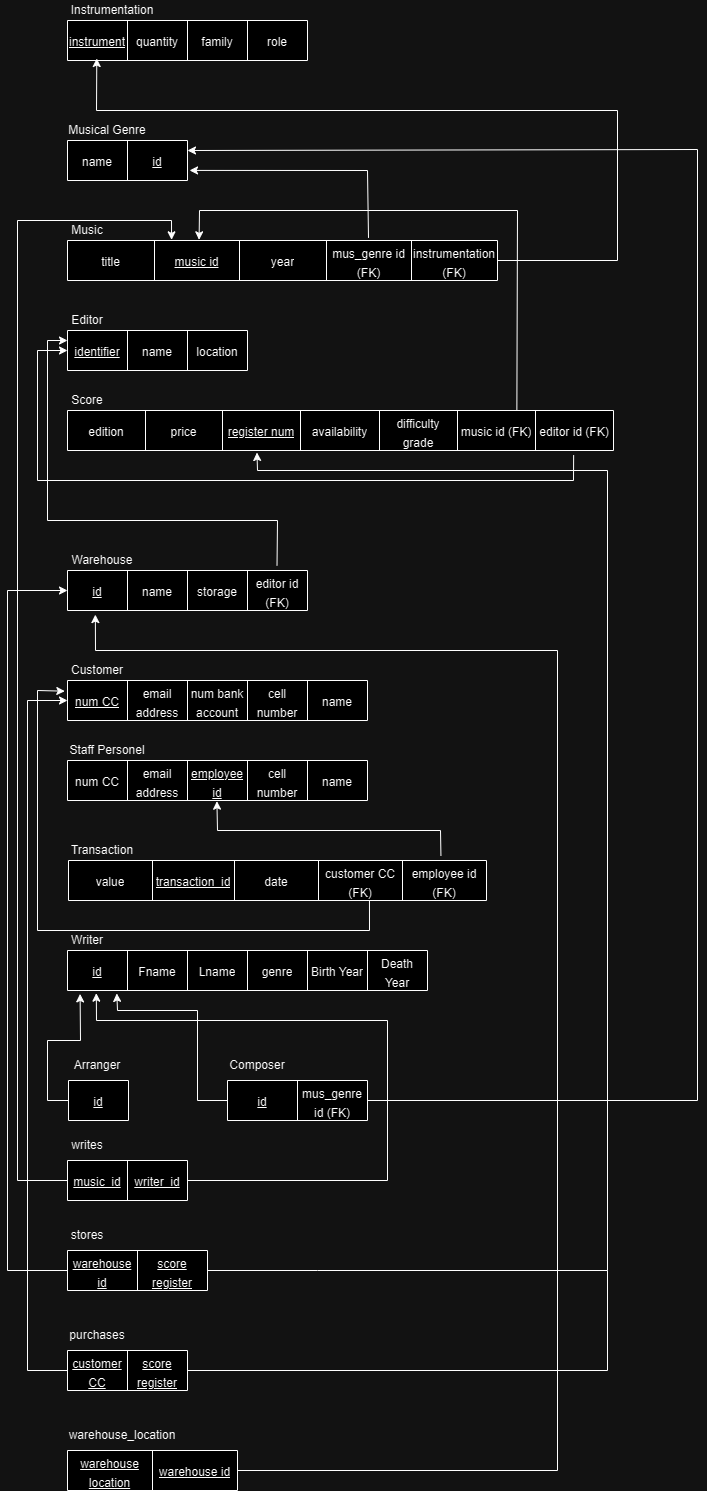 Instrumentation
instrument quantity family role
Musical Genre
name id
Music
title music id year mus_genre id (FK) instrumentation (FK)
Editor
identifier name location
Score
edition price register num availability difficulty grade music id (FK) editor id (FK)
Warehouse
id name storage editor id (FK)
Customer
num CC email address num bank account cell number name
Staff Personel
num CC email address employee id cell number name
Transaction
value transaction_id date customer CC (FK) employee id (FK)
Writer
id Fname Lname genre Birth Year Death Year
Arranger
id
Composer
id mus_genre id (FK)
writes
music_id writer_id
stores
warehouse id score register
purchases
customer CC score register
warehouse_location
warehouse location warehouse id